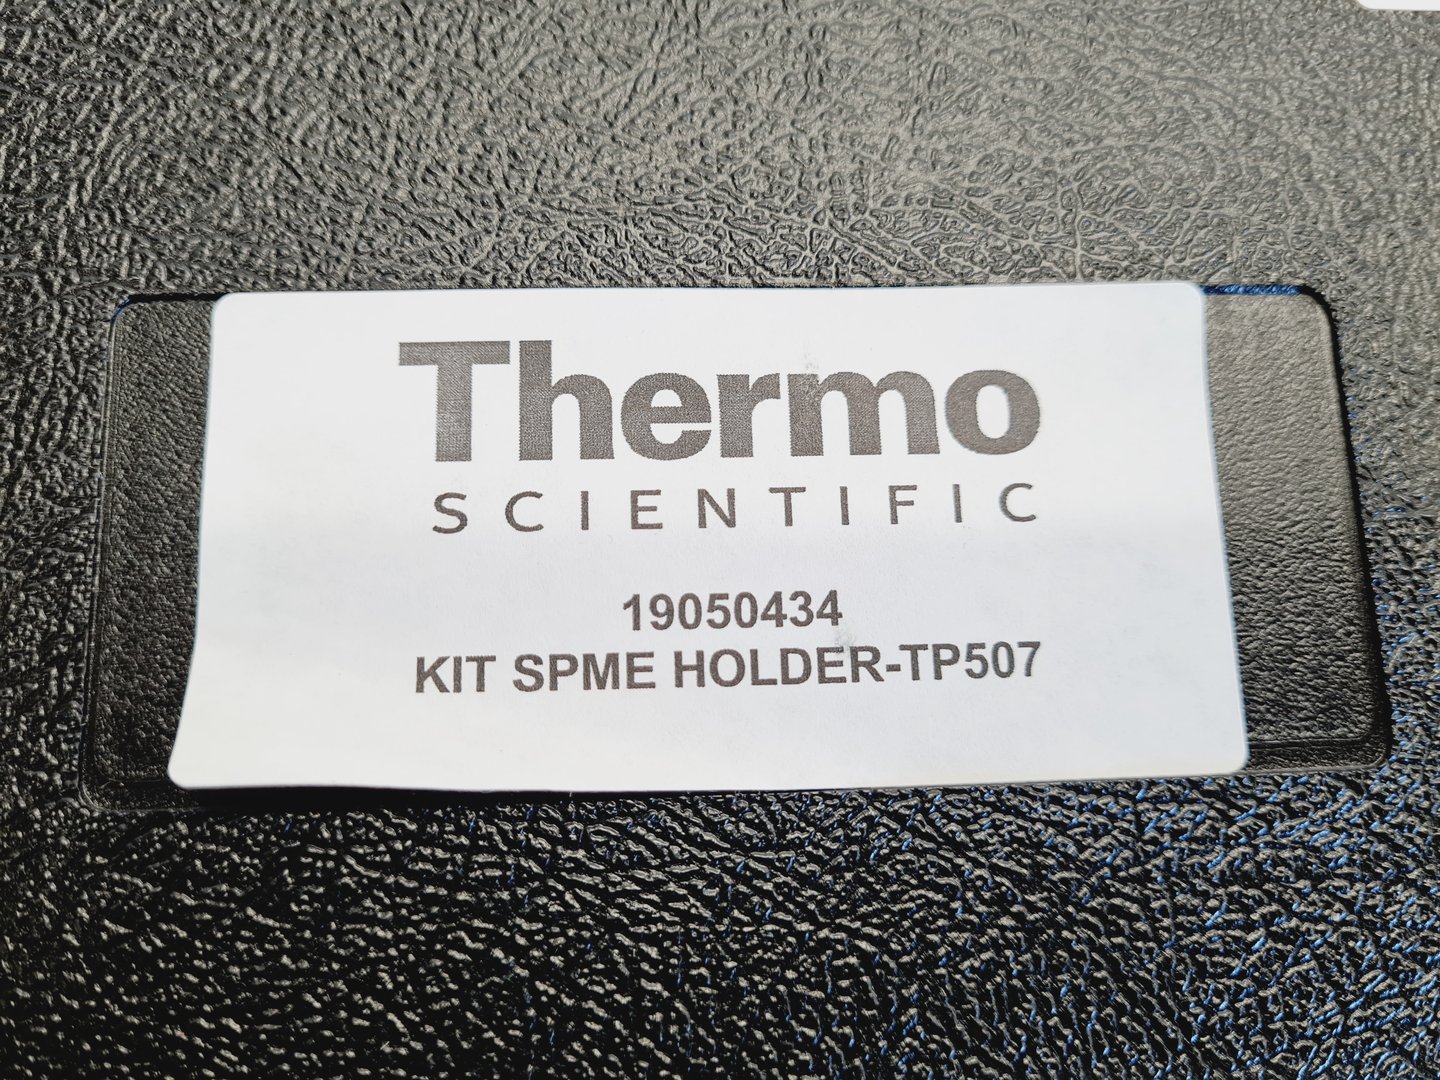 Thermo
SCIENTIFIC
19050434
KIT SPME HOLDER-TP507